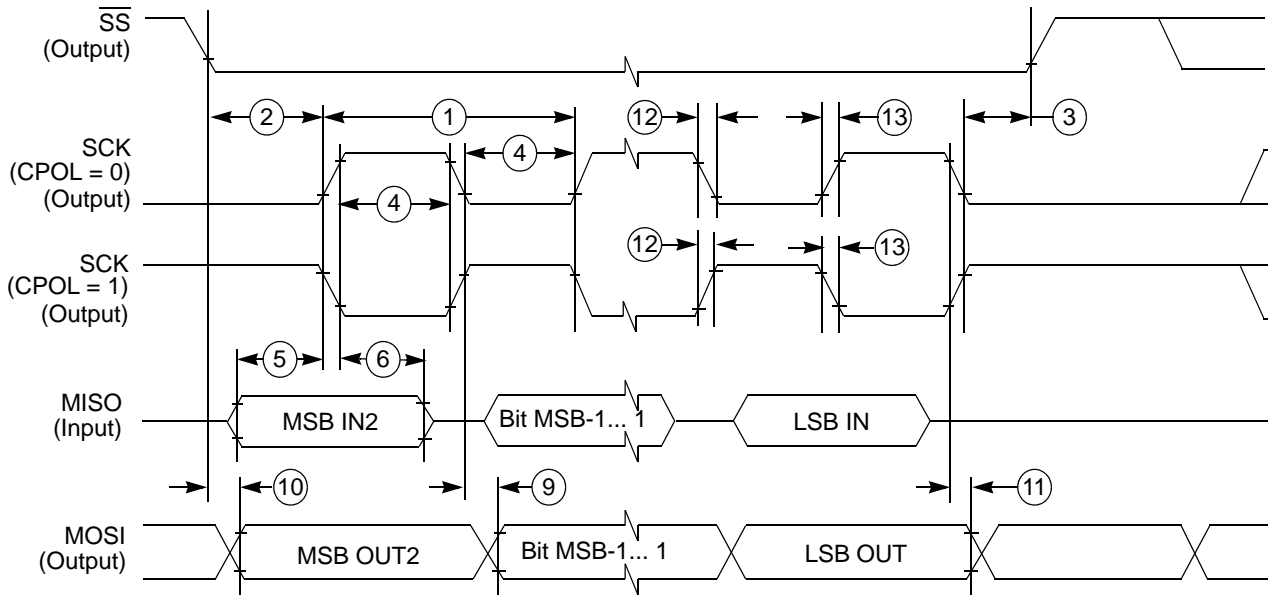 SS
(Output)
2
1
12
13
3
SCK
(CPOL = 0)
(Output)
4
4
12
13
SCK
(CPOL = 1)
(Output)
5
6
MISO
(Input)
MSB IN2
Bit MSB-1... 1
LSB IN
10
9
11
MOSI
(Output)
MSB OUT2
Bit MSB-1... 1
LSB OUT